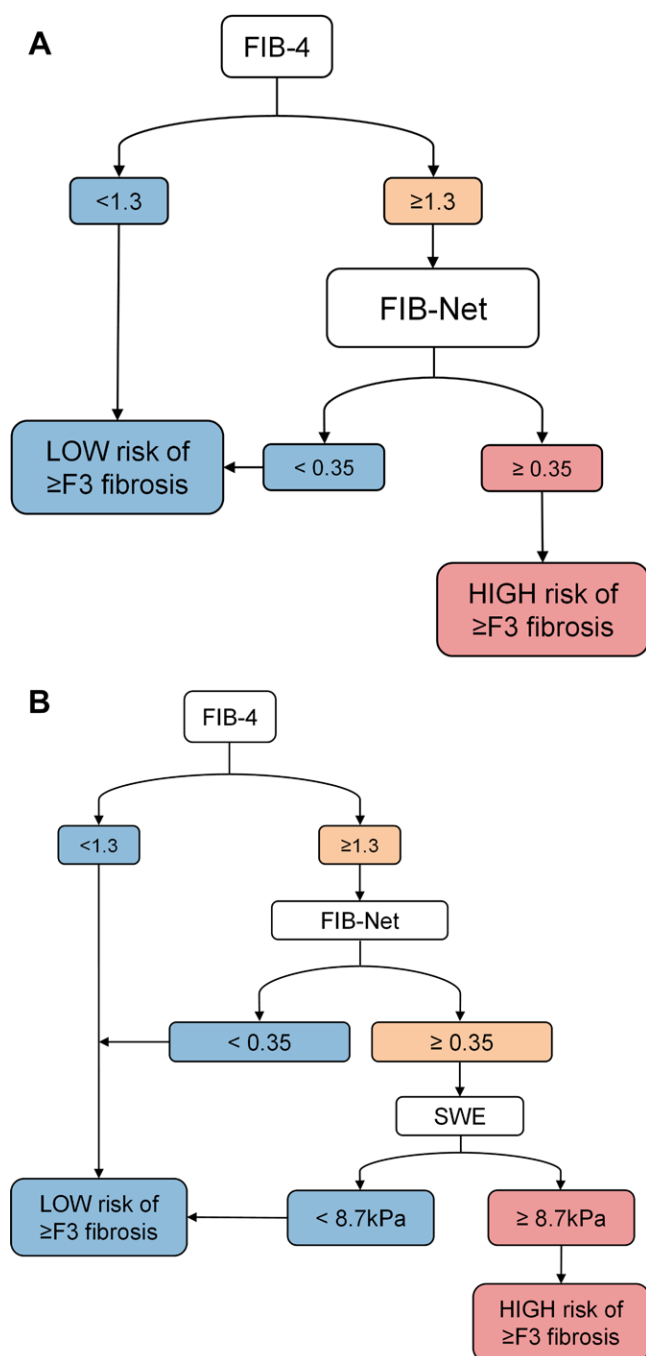 A
FIB-4
<1.3
≥1.3
FIB-Net
LOW risk of
≥F3 fibrosis
< 0.35
≥ 0.35
HIGH risk of
≥F3 fibrosis
B
FIB-4
<1.3
≥1.3
FIB-Net
< 0.35
≥ 0.35
SWE
LOW risk of
≥F3 fibrosis
< 8.7kPa
≥ 8.7kPa
HIGH risk of
≥F3 fibrosis